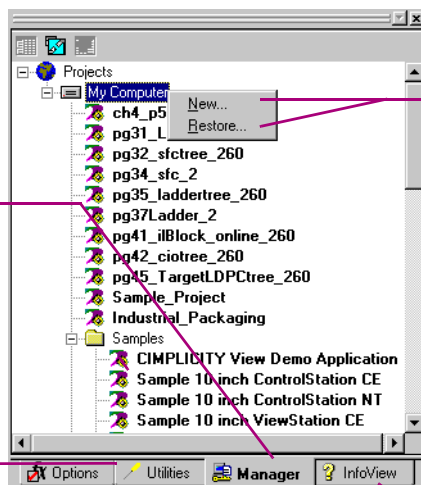 Projects
My Computer
New...
Restore...
ch4_p5
pg31_L
pg32_sfctree_260
pg34_sfc_2
pg35_laddertree_260
pg37Ladder_2
pg41_ilBlock_online_260
pg42_ciotree_260
pg45_TargetLDPCtree_260
Sample_Project
Industrial_Packaging
Samples
CIMPLICITY View Demo Application
Sample 10 inch ControlStation CE
Sample 10 inch ControlStation NT
Sample 10 inch ViewStation CE
Options Utilities Manager InfoView